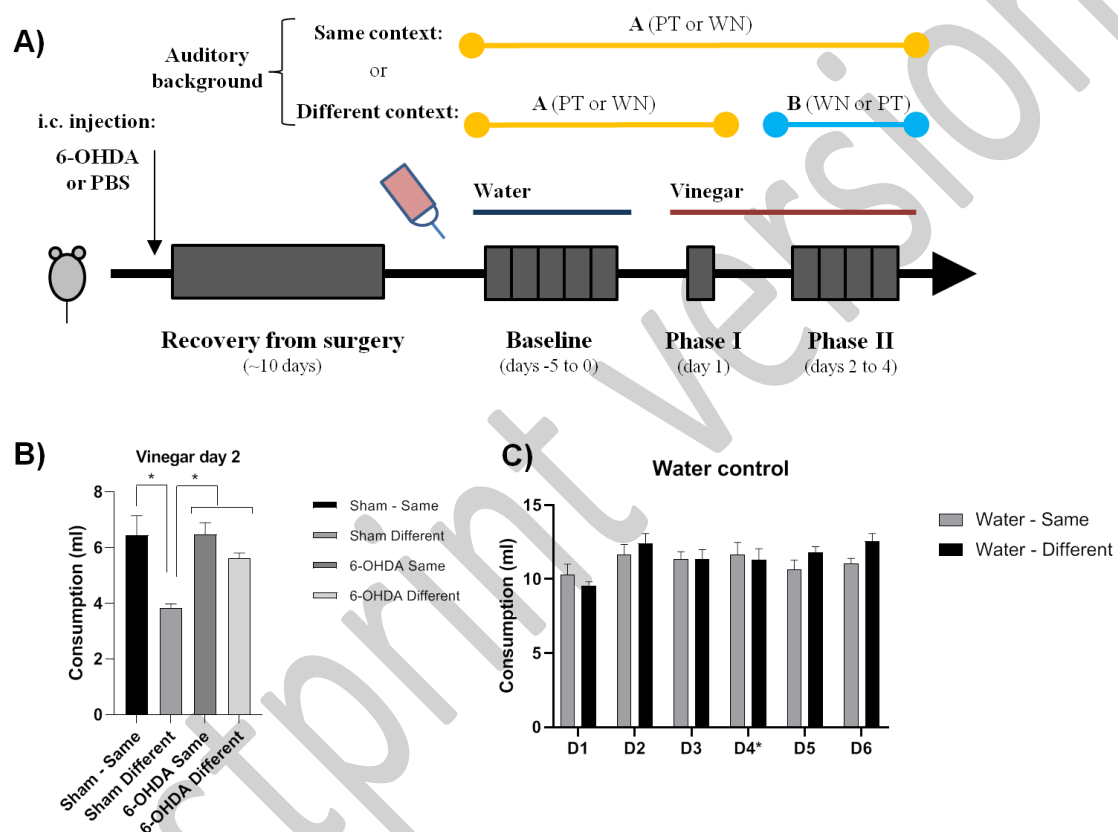 A)
Auditory
background
Same context:
or
Different context:
A (PT or WN)
A (PT or WN)
B (WN or PT)
i.c. injection:
6-OHDA
or PBS
Water
Vinegar
Recovery from surgery
(~10 days)
Baseline
(days -5 to 0)
Phase I
(day 1)
Phase II
(days 2 to 4)
B)
Vinegar day 2
Consumption (ml)
8
6
4
2
0
*
*
Sham - Same
Sham Different
6-OHDA Same
6-OHDA Different
Sham - Same
Sham Different
6-OHDA Same
6-OHDA Different
C)
Water control
Consumption (ml)
15
10
5
0
D1
D2
D3
D4*
D5
D6
Water - Same
Water - Different
stprint version